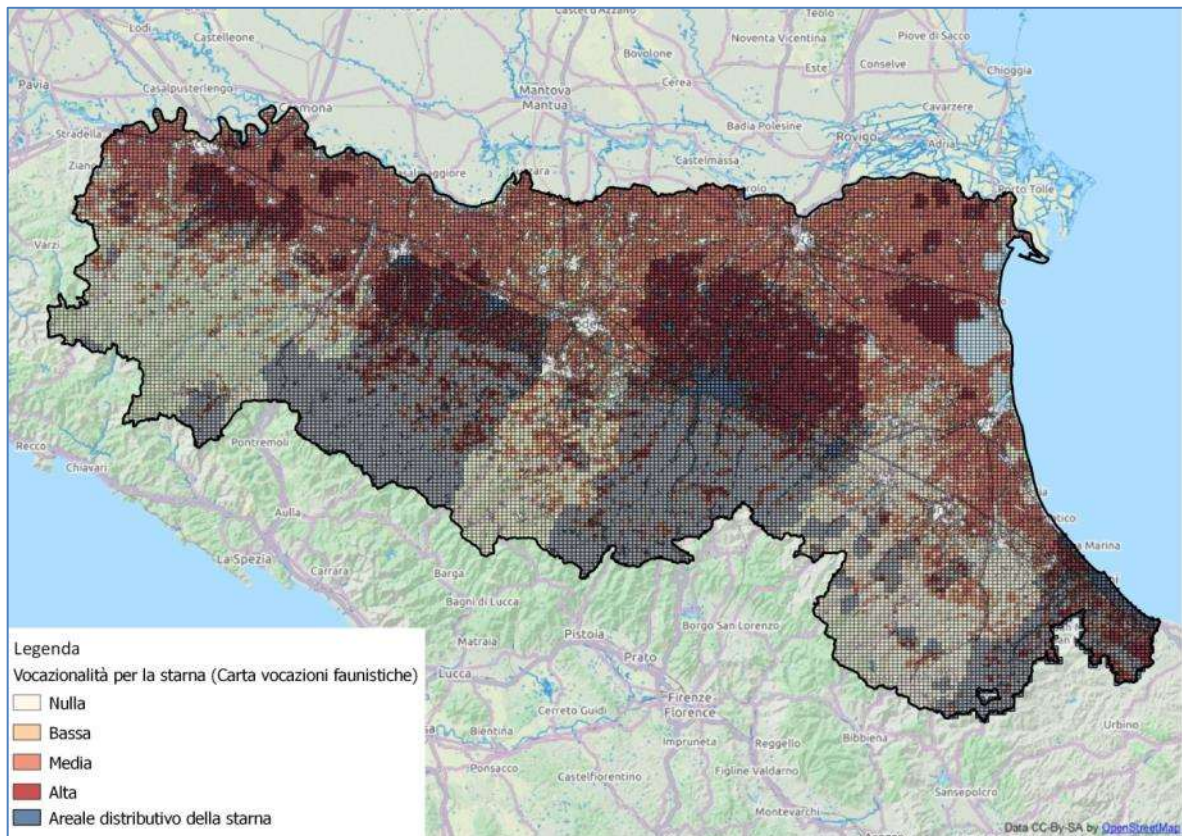 Castel d'Azzano
Teolo
Lodi
Castelleone
Noventa Vicentina
Piove di Sacco
Bovolone
Este
Conselve
Pavia
Casalpusterlengo
Mantova
Mantua
Cerea
Chioggia
Cavarzere
Stradella
Badia Polesine
Rovigo
Adria
Castelmassa
Porto Tolle
Varzi
Recco
Chiavari
Pontremoli
Aulla
La Spezia
Carrara
Barga
Bagni di Lucca
Marina
Pistoia
Borgo San Lorenzo
Matraia
Lucca
Prato
Firenze
Florence
Cerreto Guidi
Bientina
Impruneta
Reggello
Bibbiena
Urbino
Ponsacco
Castelfiorentino
Figline Valdarno
Sansepolcro
Montevarchi
Legenda
Vocazionalità per la starna (Carta vocazioni faunistiche)
Nulla
Bassa
Media
Alta
Areale distributivo della starna
Data CC-By-SA by OpenStreetMap